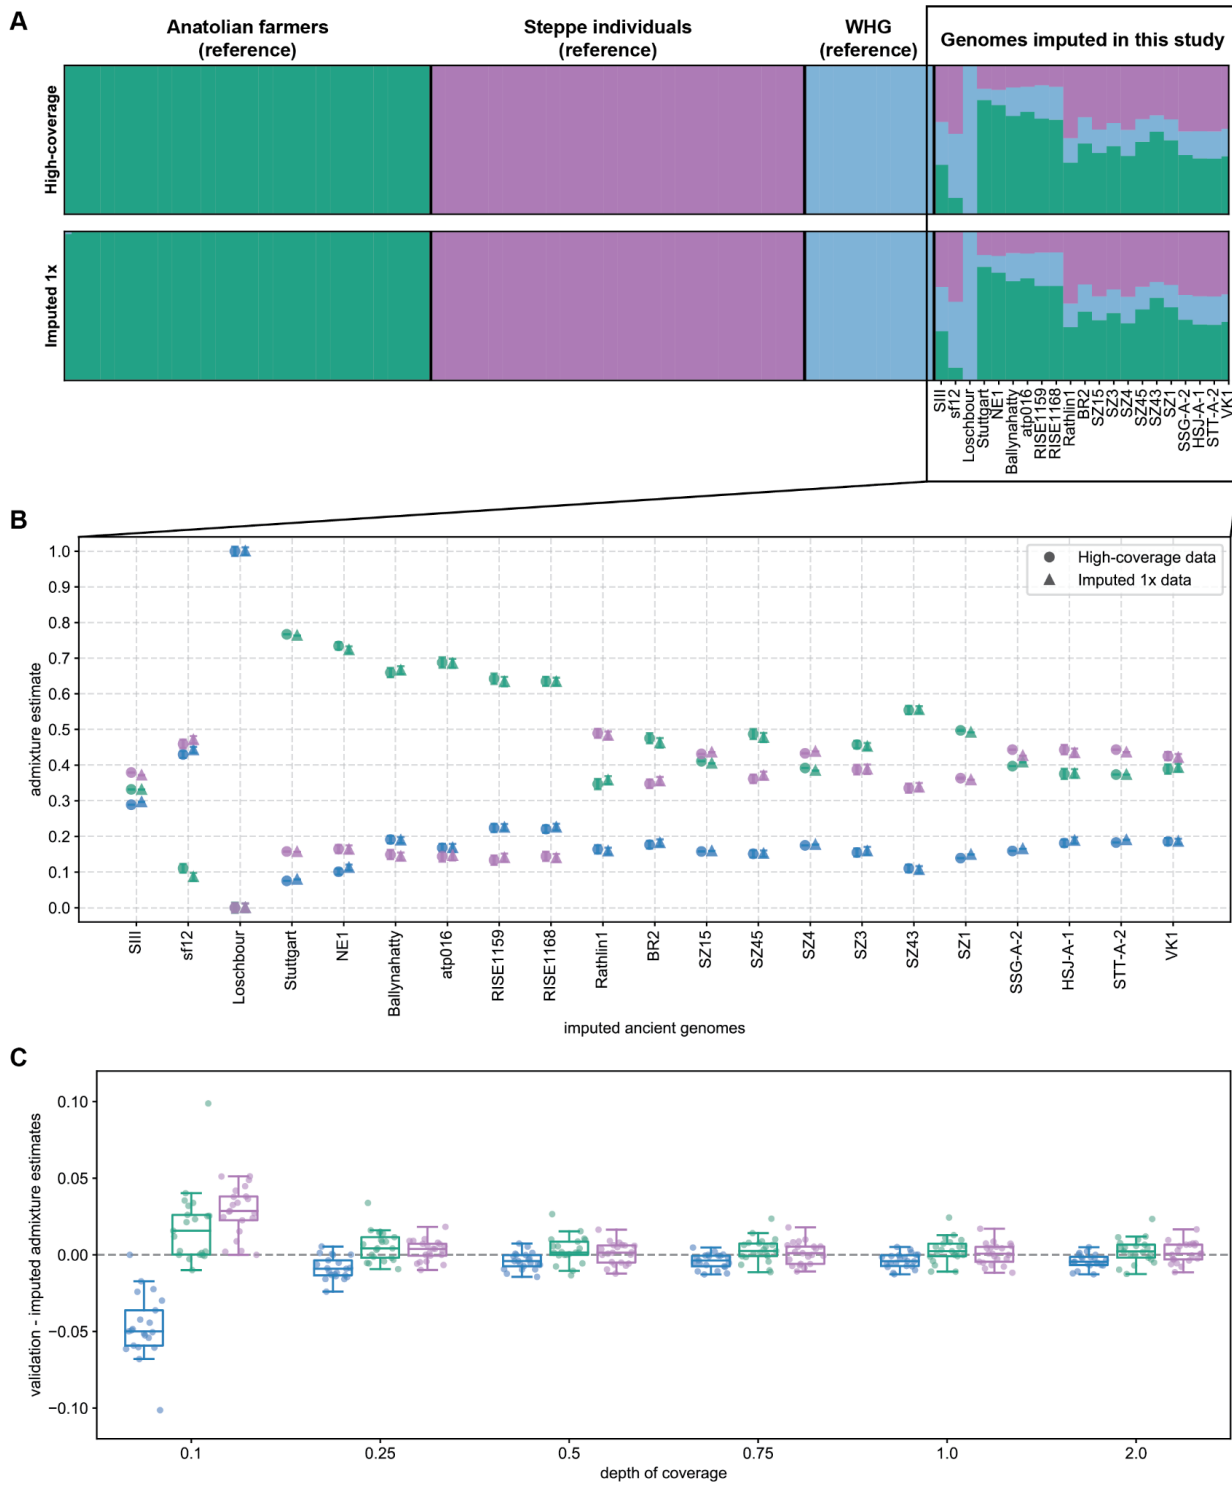 A
Anatolian farmers
(reference)
Steppe individuals
(reference)
WHG
(reference)
Genomes imputed in this study
High-coverage
Imputed 1x
SIII
sf12
Loschbour
Stuttgart
NE1
Ballynahatty
atp016
RISE1159
RISE1168
Rathlin1
BR2
SZ15
SZ3
SZ4
SZ45
SZ43
SZ1
SSG-A-2
HSJ-A-1
STT-A-2
VK1
B
admixture estimate
1.0
0.9
0.8
0.7
0.6
0.5
0.4
0.3
0.2
0.1
0.0
High-coverage data
Imputed 1x data
SIII
sf12
Loschbour
Stuttgart
NE1
Ballynahatty
atp016
RISE1159
RISE1168
Rathlin1
BR2
SZ15
SZ45
SZ4
SZ3
SZ43
SZ1
SSG-A-2
HSJ-A-1
STT-A-2
VK1
imputed ancient genomes
C
validation - imputed admixture estimates
0.10
0.05
0.00
−0.05
−0.10
0.1 0.25 0.5 0.75 1.0 2.0
depth of coverage